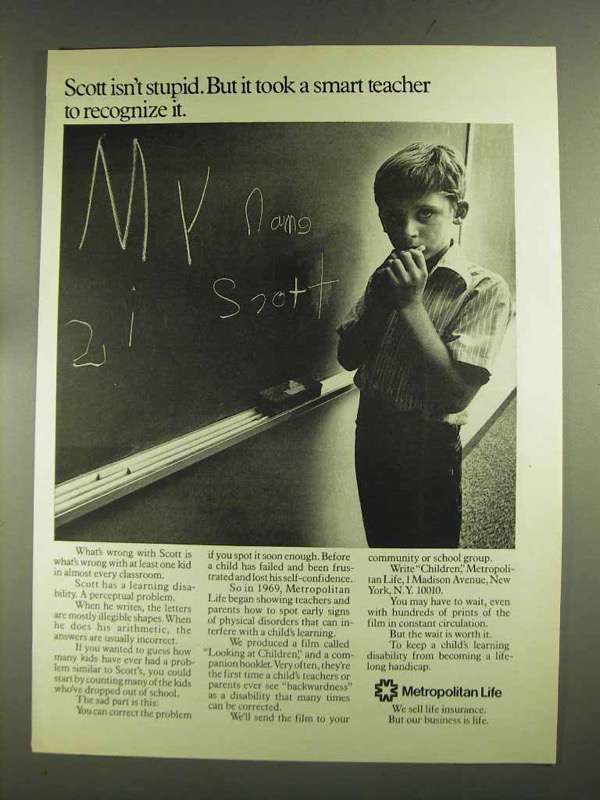 Scott isn't stupid. But it took a smart teacher
to recognize it.
My name
si Scott
What's wrong with Scott is
what's wrong with at least one kid
in almost every classroom.
Scott has a learning disa-
bility. A perceptual problem.
When he writes, the letters
are mostly illegible shapes. When
he does his arithmetic, the
answers are usually incorrect.
If you wanted to guess how
many kids have ever had a prob-
lem similar to Scott's, you could
start by counting many of the kids
who've dropped out of school.
The sad part is this:
You can correct the problem
if you spot it soon enough. Before
a child has failed and been frus-
trated and lost his self-confidence.
So in 1969, Metropolitan
Life began showing teachers and
parents how to spot early signs
of physical disorders that can in-
terfere with a child's learning.
We produced a film called
"Looking at Children," and a com-
panion booklet. Very often, they're
the first time a child's teachers or
parents ever see "backwardness"
as a disability that many times
can be corrected.
We'll send the film to your
community or school group.
Write "Children," Metropoli-
tan Life, 1 Madison Avenue, New
York, N.Y. 10010.
You may have to wait, even
with hundreds of prints of the
film in constant circulation.
But the wait is worth it.
To keep a child's learning
disability from becoming a life-
long handicap.
Metropolitan Life
We sell life insurance.
But our business is life.